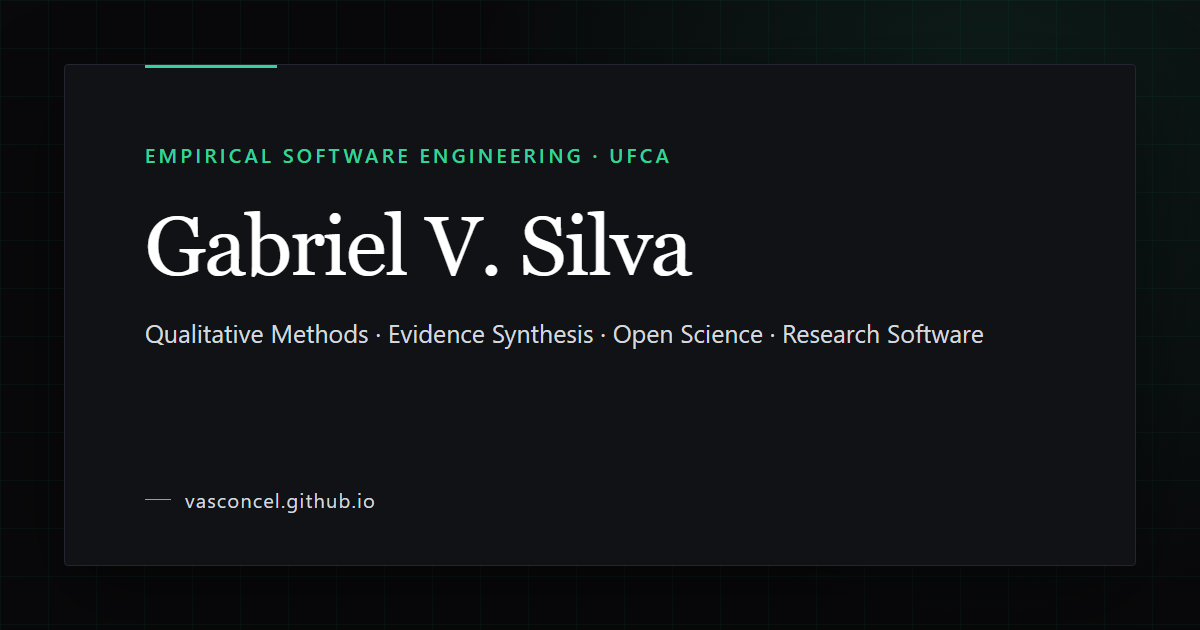 EMPIRICAL SOFTWARE ENGINEERING · UFCA
Gabriel V. Silva
Qualitative Methods · Evidence Synthesis · Open Science · Research Software
vasconcel.github.io